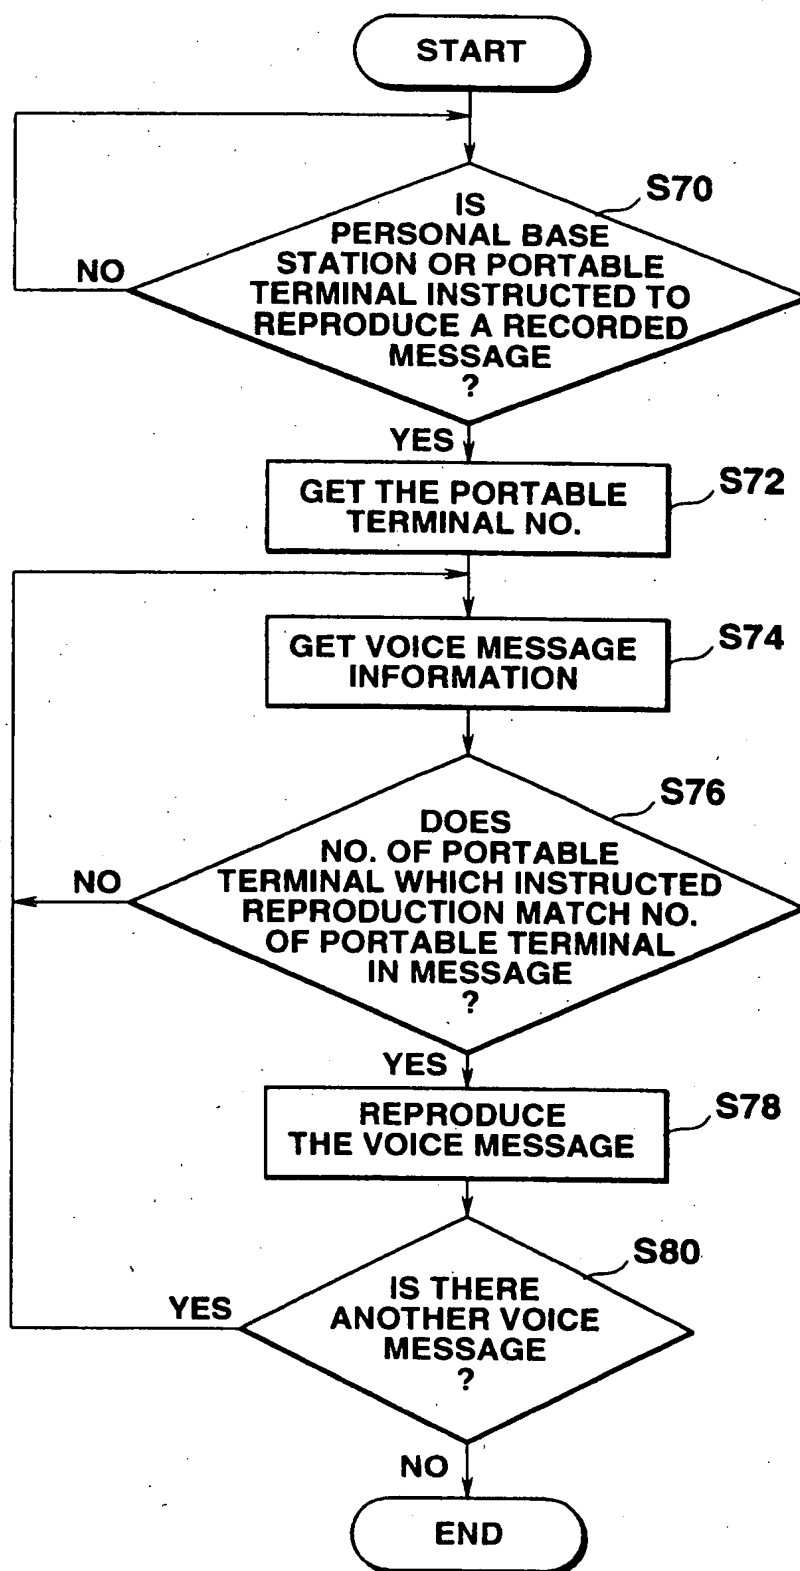 START
S70
IS
PERSONAL BASE
STATION OR PORTABLE
TERMINAL INSTRUCTED TO
REPRODUCE A RECORDED
MESSAGE
?
NO
YES
GET THE PORTABLE
TERMINAL NO.
S72
GET VOICE MESSAGE
INFORMATION
S74
S76
DOES
NO. OF PORTABLE
TERMINAL WHICH INSTRUCTED
REPRODUCTION MATCH NO.
OF PORTABLE TERMINAL
IN MESSAGE
?
NO
YES
REPRODUCE
THE VOICE MESSAGE
S78
S80
IS THERE
ANOTHER VOICE
MESSAGE
?
YES
NO
END